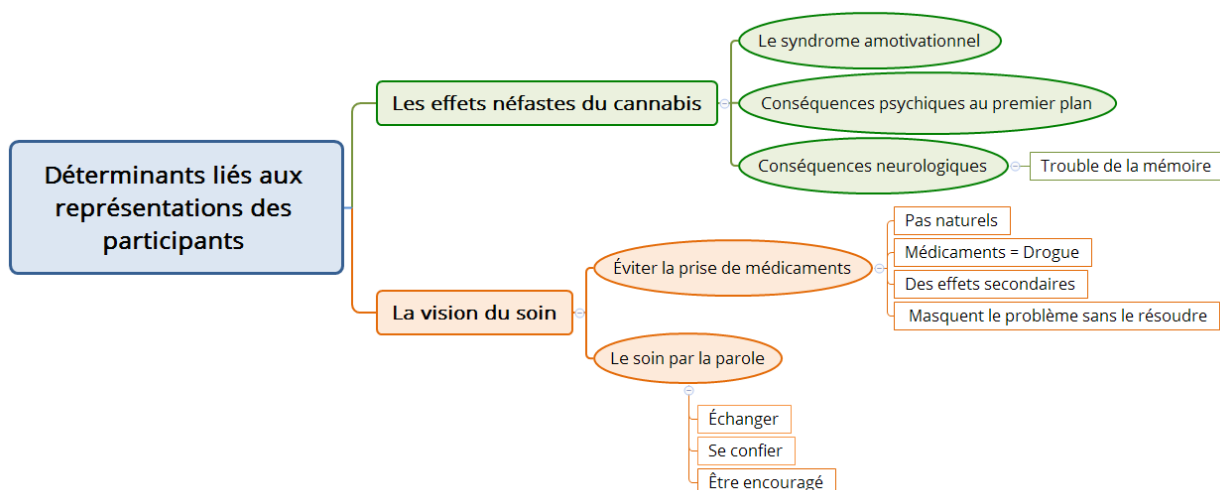 Déterminants liés aux
représentations des
participants
Les effets néfastes du cannabis
Le syndrome amotivationnel
Conséquences psychiques au premier plan
Conséquences neurologiques
Trouble de la mémoire
La vision du soin
Éviter la prise de médicaments
Pas naturels
Médicaments = Drogue
Des effets secondaires
Masquent le problème sans le résoudre
Le soin par la parole
Échanger
Se confier
Être encouragé